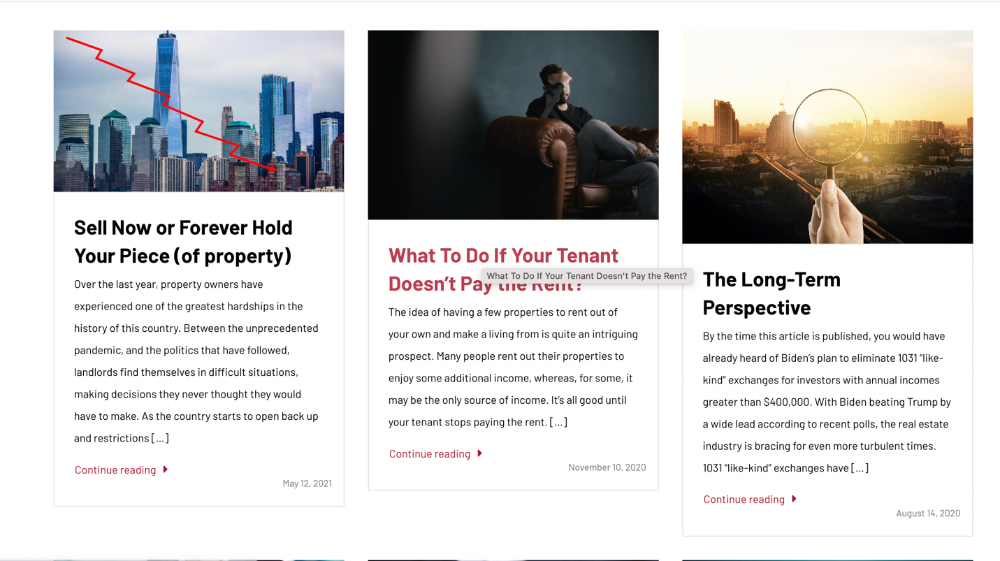 Sell Now or Forever Hold
Your Piece (of property)
Over the last year, property owners have
experienced one of the greatest hardships in the
history of this country. Between the unprecedented
pandemic, and the politics that have followed,
landlords find themselves in difficult situations,
making decisions they never thought they would
have to make. As the country starts to open back up
and restrictions [...]
Continue reading
May 12, 2021
What To Do If Your Tenant
Doesn’t Pay the Rent?
What To Do If Your Tenant Doesn’t Pay the Rent?
The idea of having a few properties to rent out of
your own and make a living from is quite an intriguing
prospect. Many people rent out their properties to
enjoy some additional income, whereas, for some, it
may be the only source of income. It’s all good until
your tenant stops paying the rent. [...]
Continue reading
November 10, 2020
The Long-Term
Perspective
By the time this article is published, you would have
already heard of Biden’s plan to eliminate 1031 “like-
kind” exchanges for investors with annual incomes
greater than $400,000. With Biden beating Trump by
a wide lead according to recent polls, the real estate
industry is bracing for even more turbulent times.
1031 “like-kind” exchanges have [...]
Continue reading
August 14, 2020